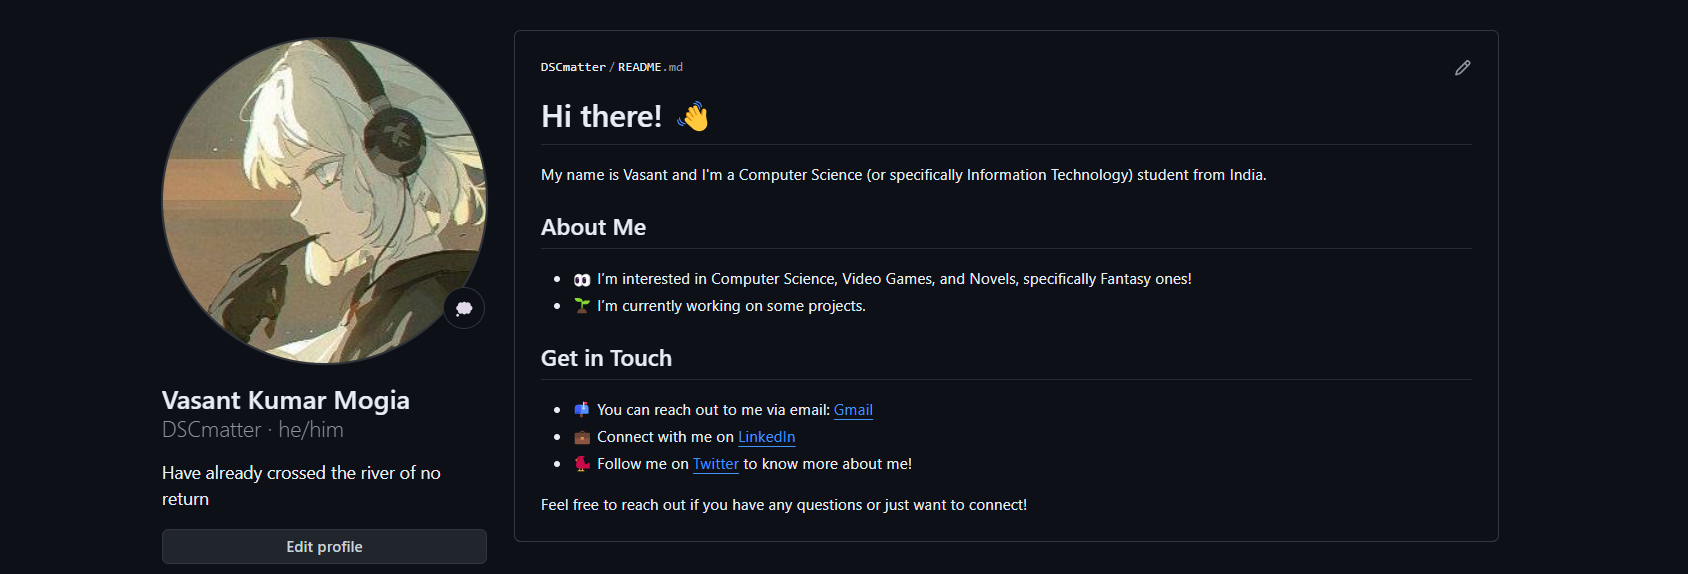 Vasant Kumar Mogia
DSCmatter · he/him
Have already crossed the river of no
return
Edit profile
DSCmatter / README.md
Hi there! 👋
My name is Vasant and I'm a Computer Science (or specifically Information Technology) student from India.
About Me
• 👀 I'm interested in Computer Science, Video Games, and Novels, specifically Fantasy ones!
• 🌱 I'm currently working on some projects.
Get in Touch
• 📫 You can reach out to me via email: Gmail
• 💼 Connect with me on LinkedIn
• 🐦 Follow me on Twitter to know more about me!
Feel free to reach out if you have any questions or just want to connect!